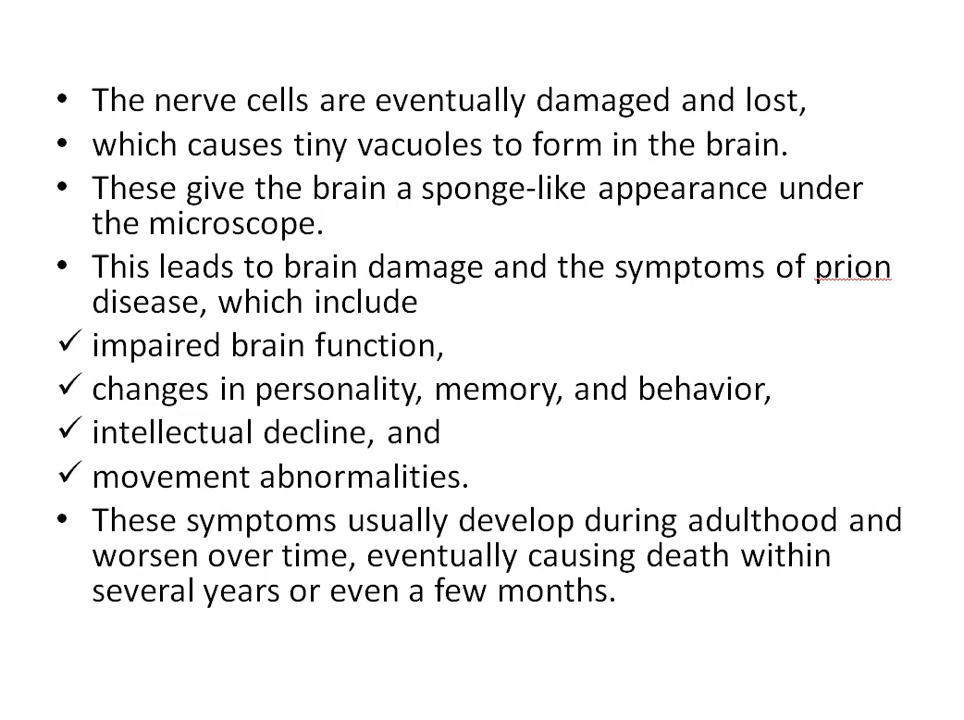 • The nerve cells are eventually damaged and lost,
• which causes tiny vacuoles to form in the brain.
• These give the brain a sponge-like appearance under
the microscope.
• This leads to brain damage and the symptoms of prion
disease, which include
✓ impaired brain function,
✓ changes in personality, memory, and behavior,
✓ intellectual decline, and
✓ movement abnormalities.
• These symptoms usually develop during adulthood and
worsen over time, eventually causing death within
several years or even a few months.